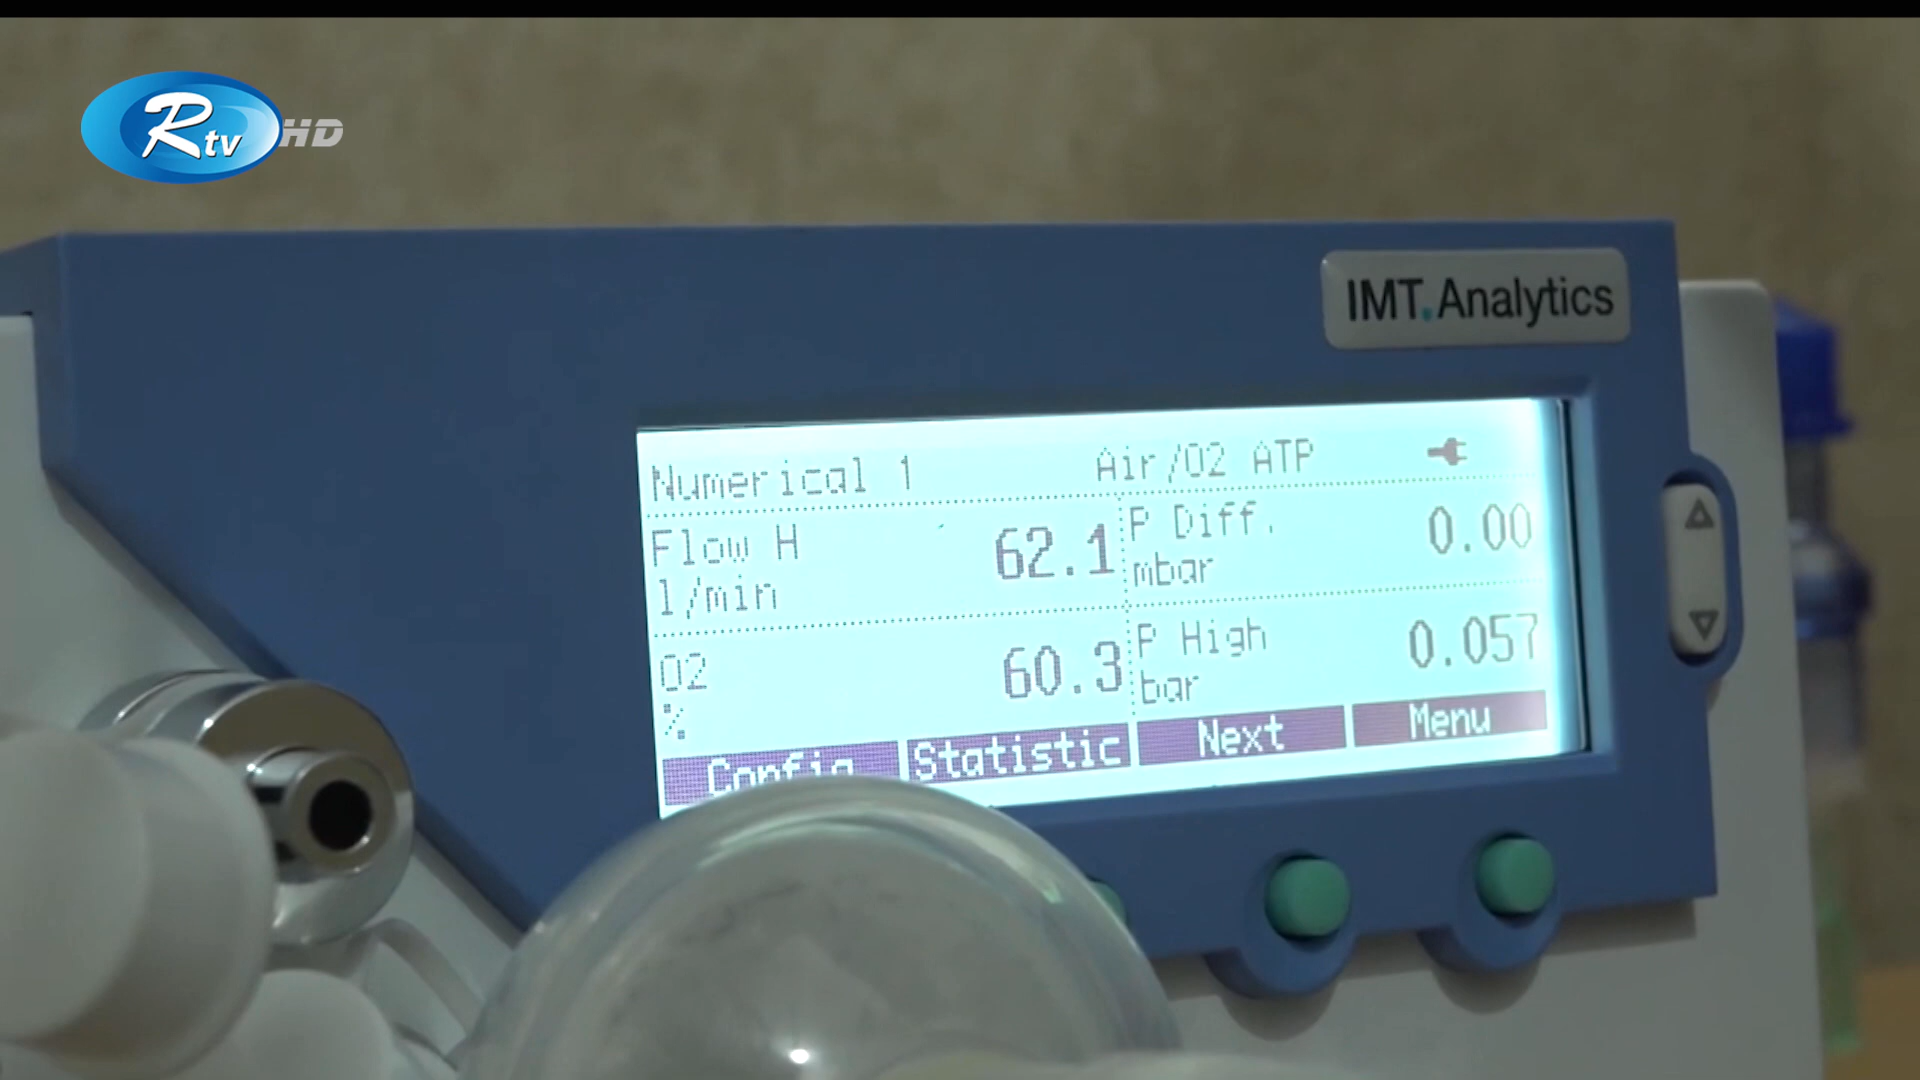 Rtv HD
IMT.Analytics
Numerical 1 Air/O2 ATP
Flow H 62.1 P Diff. 0.00
l/min mbar
O2 60.3 P High 0.057
% bar
Config Statistic Next Menu